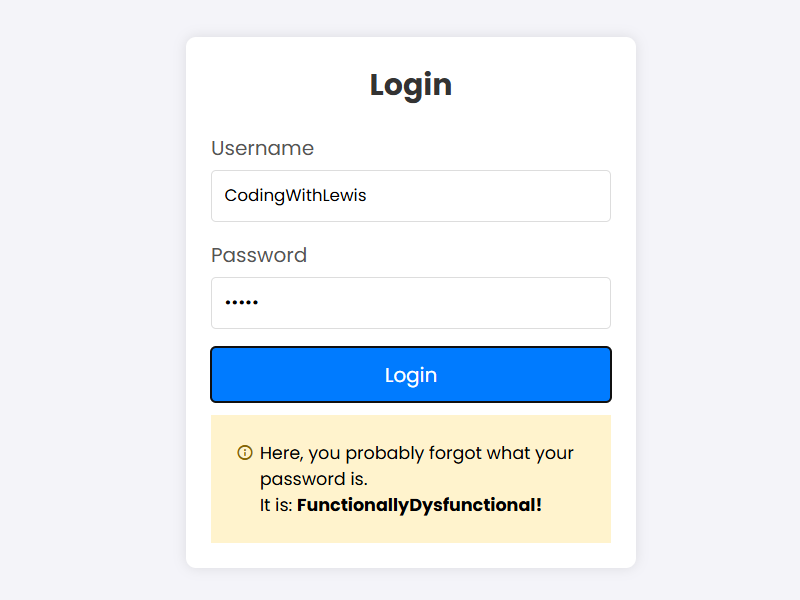 Login
Username
CodingWithLewis
Password
•••••
Login
Here, you probably forgot what your
password is.
It is: FunctionallyDysfunctional!